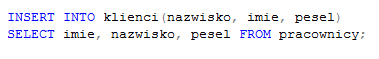 INSERT INTO klienci(nazwisko, imie, pesel)
SELECT imie, nazwisko, pesel FROM pracownicy;